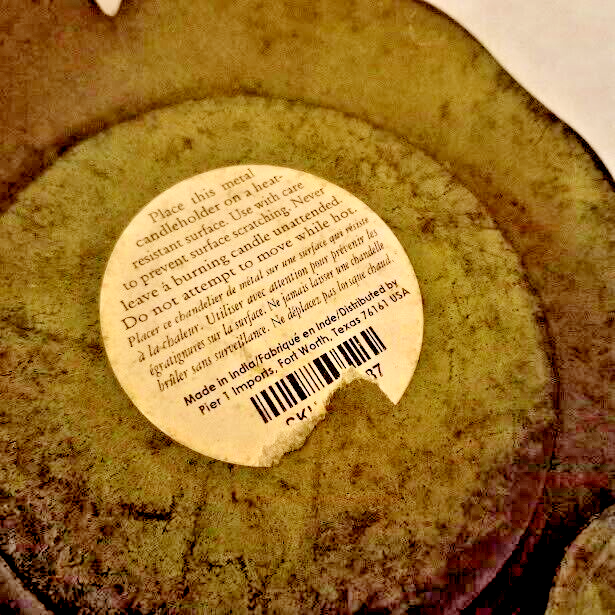 Place this metal
candleholder on a heat-
resistant surface. Use with care
to prevent surface scratching. Never
leave a burning candle unattended.
Do not attempt to move while hot.
Placer ce chandelier de métal sur une surface que résiste
à la chaleur. Utiliser avec attention pour prévenir les
égratignures sur la surface. Ne jamais laisser une chandelle
brûler sans surveillance. Ne déplacez pas lorsque chaud.
Made in India/Fabriqué en Inde/Distributed by
Pier 1 Imports, Fort Worth, Texas 76161 USA